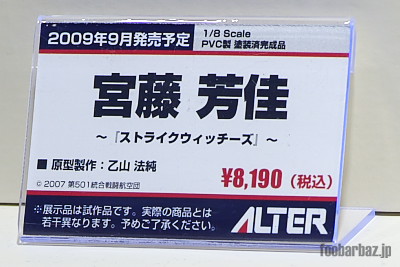 2009年9月発売予定
1/8 Scale
PVC製 塗装済完成品
宮藤 芳佳
~『ストライクウィッチーズ』~
■ 原型製作:乙山 法純
¥8,190(税込)
© 2007 第501統合戦闘航空団
※展示品は試作品です。実際の商品とは
若干異なります。予めご了承ください。
ALTER
foobarbaz.jp